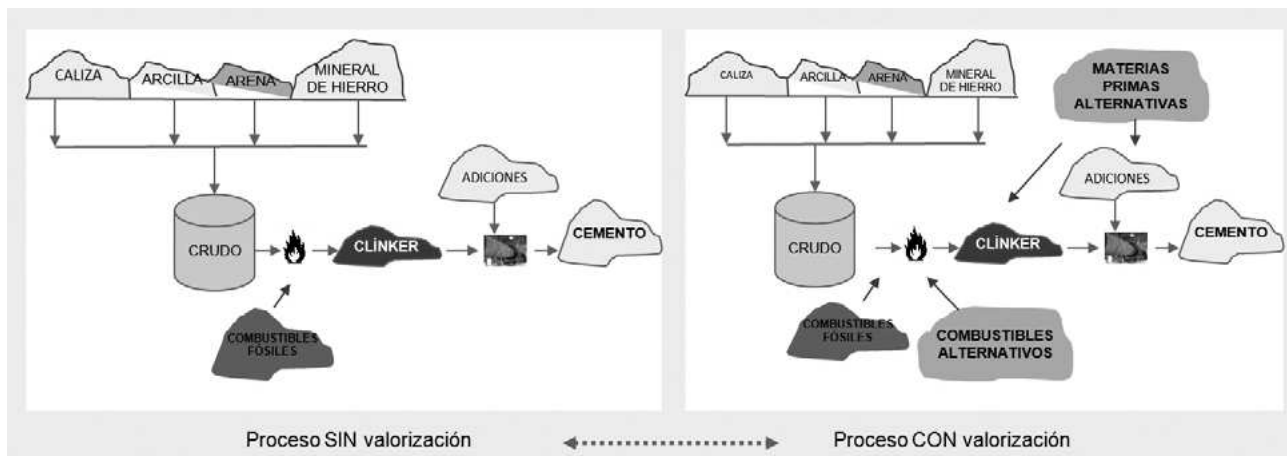 CALIZA
ARCILLA
ARENA
MINERAL
DE HIERRO
ADICIONES
CRUDO
CLÍNKER
CEMENTO
COMBUSTIBLES
FÓSILES
Proceso SIN valorización
CALIZA
ARCILLA
ARENA
MINERAL
DE HIERRO
MATERIAS
PRIMAS
ALTERNATIVAS
ADICIONES
CRUDO
CLÍNKER
CEMENTO
COMBUSTIBLES
FÓSILES
COMBUSTIBLES
ALTERNATIVOS
Proceso CON valorización